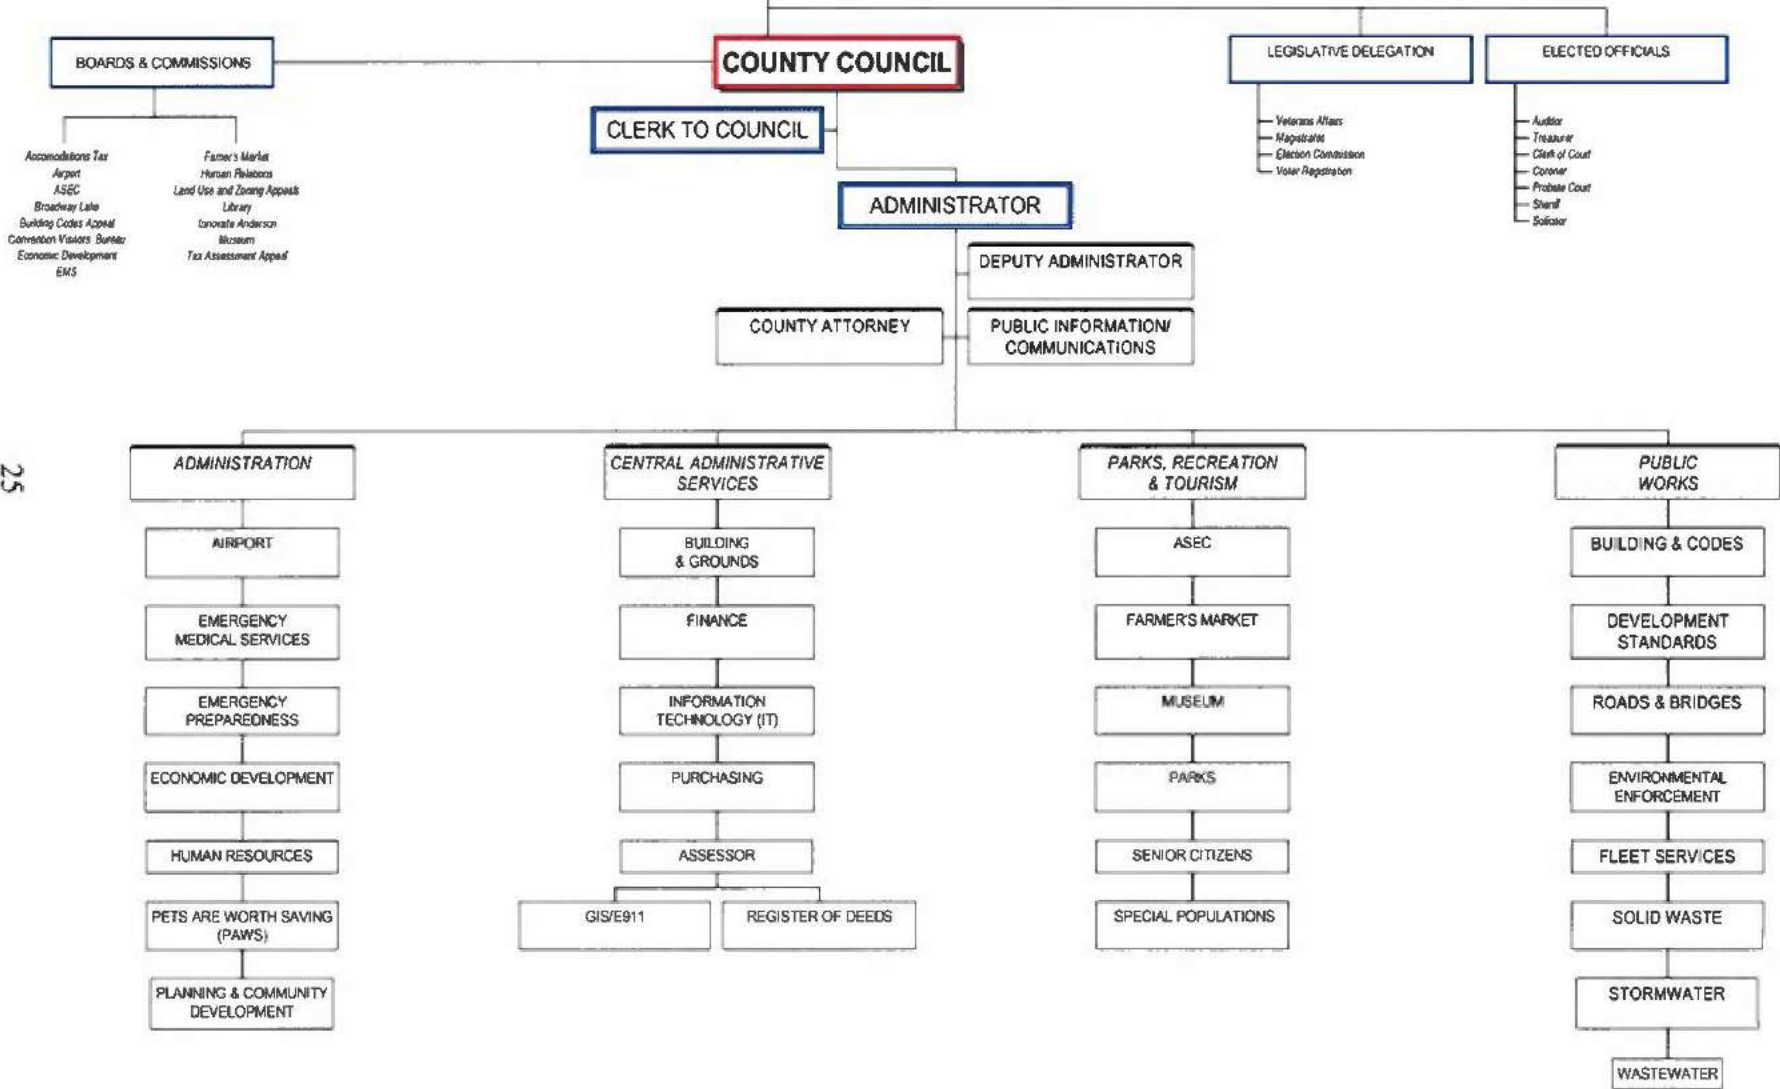 COUNTY COUNCIL
BOARDS & COMMISSIONS
LEGISLATIVE DELEGATION
ELECTED OFFICIALS
CLERK TO COUNCIL
ADMINISTRATOR
Accomodations Tax
Airport
ASEC
Broadway Lake
Building Codes Appeal
Convention Visitors Bureau
Economic Development
EMS
Farmer's Market
Human Relations
Land Use and Zoning Appeals
Library
Innovate Anderson
Museum
Tax Assessment Appeal
Veterans Affairs
Magistrates
Election Commission
Voter Registration
Auditor
Treasurer
Clerk of Court
Coroner
Probate Court
Sheriff
Solicitor
DEPUTY ADMINISTRATOR
COUNTY ATTORNEY
PUBLIC INFORMATION/
COMMUNICATIONS
25
ADMINISTRATION
AIRPORT
EMERGENCY
MEDICAL SERVICES
EMERGENCY
PREPAREDNESS
ECONOMIC DEVELOPMENT
HUMAN RESOURCES
PETS ARE WORTH SAVING
(PAWS)
PLANNING & COMMUNITY
DEVELOPMENT
CENTRAL ADMINISTRATIVE
SERVICES
BUILDING
& GROUNDS
FINANCE
INFORMATION
TECHNOLOGY (IT)
PURCHASING
ASSESSOR
GIS/E911
REGISTER OF DEEDS
PARKS, RECREATION
& TOURISM
ASEC
FARMER'S MARKET
MUSEUM
PARKS
SENIOR CITIZENS
SPECIAL POPULATIONS
PUBLIC
WORKS
BUILDING & CODES
DEVELOPMENT
STANDARDS
ROADS & BRIDGES
ENVIRONMENTAL
ENFORCEMENT
FLEET SERVICES
SOLID WASTE
STORMWATER
WASTEWATER